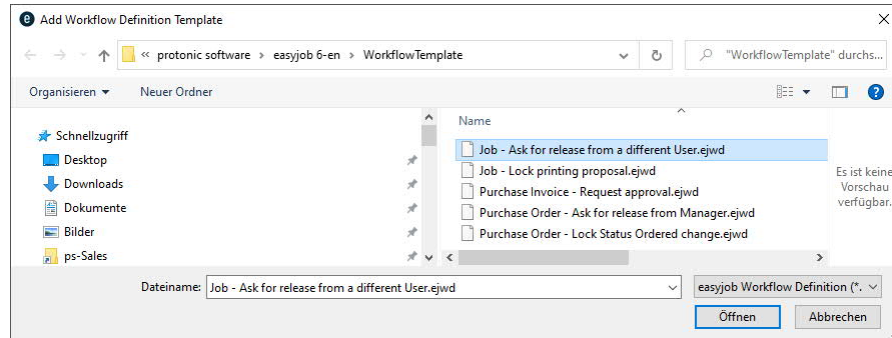 Add Workflow Definition Template
« protonic software › easyjob 6-en › WorkflowTemplate
"WorkflowTemplate" durchs...
Organisieren
Neuer Ordner
Schnellzugriff
Desktop
Downloads
Dokumente
Bilder
ps-Sales
Name
Job - Ask for release from a different User.ejwd
Job - Lock printing proposal.ejwd
Purchase Invoice - Request approval.ejwd
Purchase Order - Ask for release from Manager.ejwd
Purchase Order - Lock Status Ordered change.ejwd
Es ist keine
Vorschau
verfügbar.
Dateiname: Job - Ask for release from a different User.ejwd
easyjob Workflow Definition (*.
Öffnen
Abbrechen